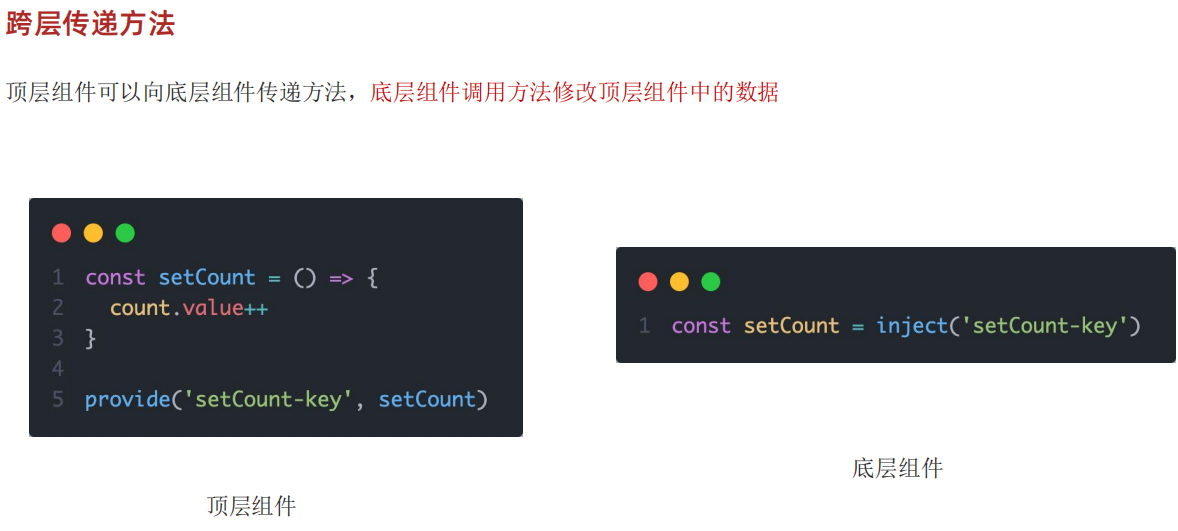 跨层传递方法
顶层组件可以向底层组件传递方法，底层组件调用方法修改顶层组件中的数据
1 const setCount = () => {
2   count.value++
3 }
4
5 provide('setCount-key', setCount)
顶层组件
1 const setCount = inject('setCount-key')
底层组件